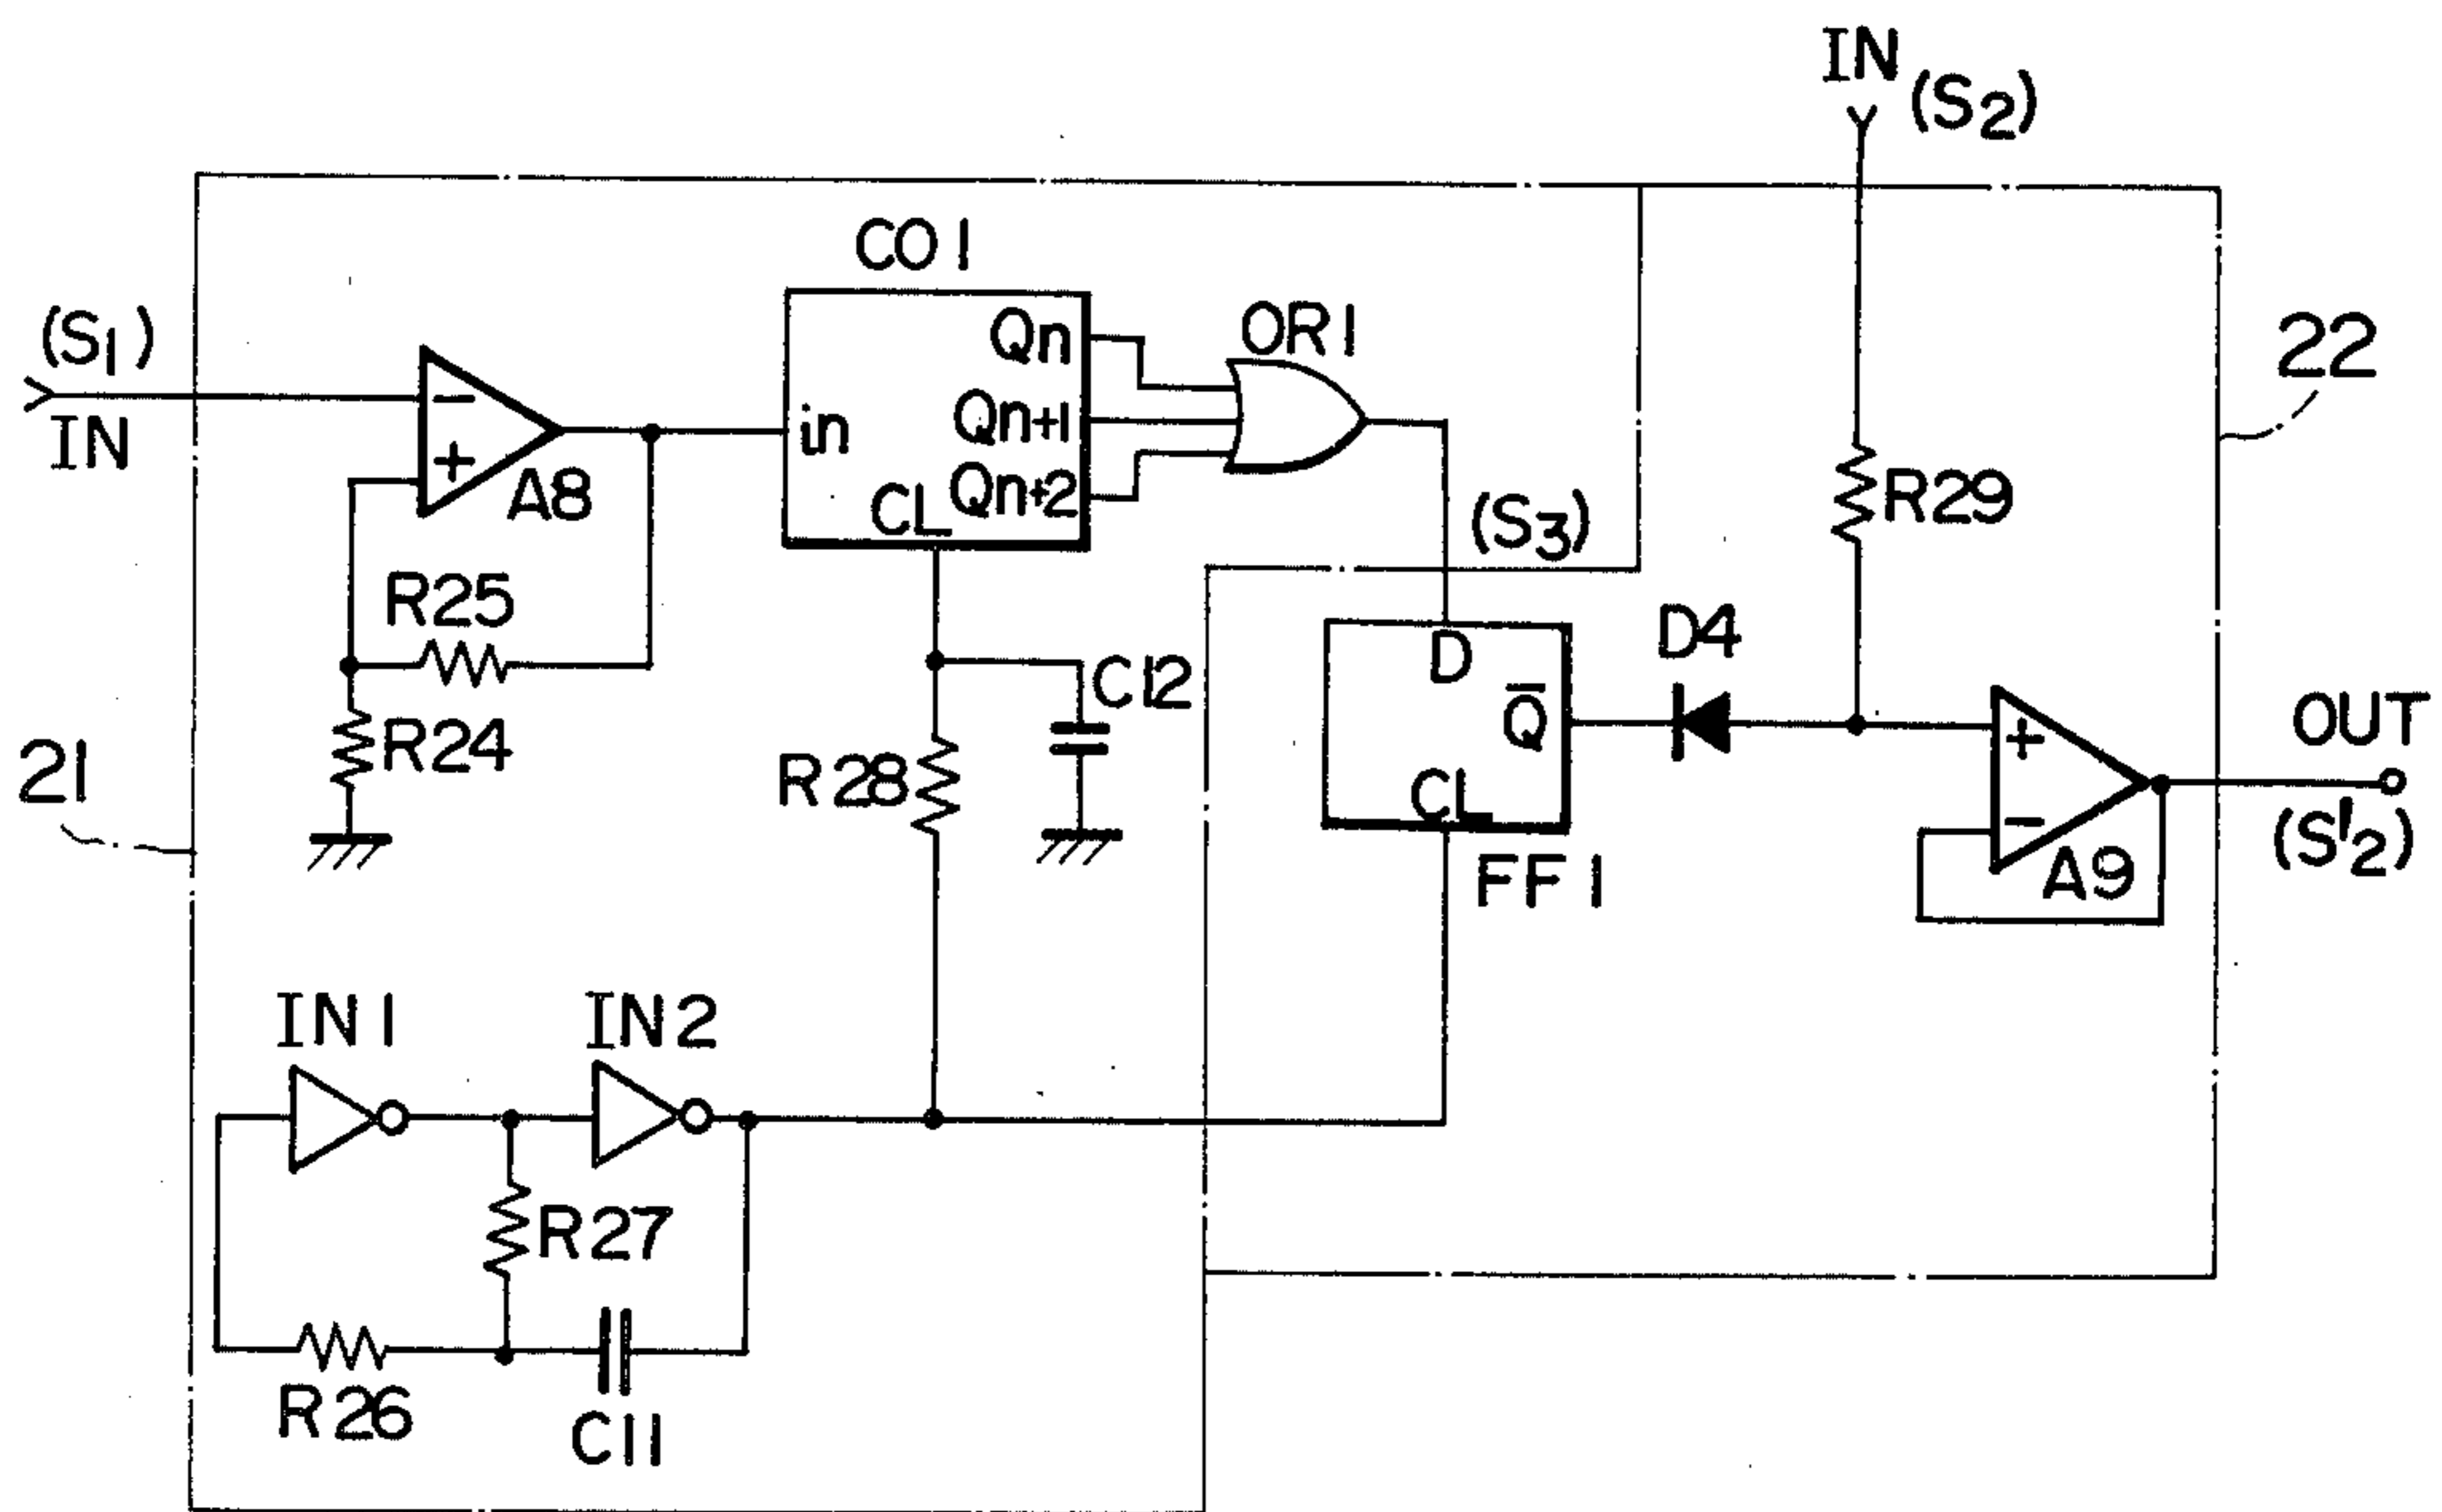 IN (S2)
CO1
(S1)
IN
−
+
A8
in
Qn
Qn+1
Qn+2
CL
OR1
(S3)
22
R29
R25
R24
21
C12
R28
D
Q̅
CL
FF1
D4
+
−
A9
OUT
(S'2)
IN1
IN2
R27
R26
C11